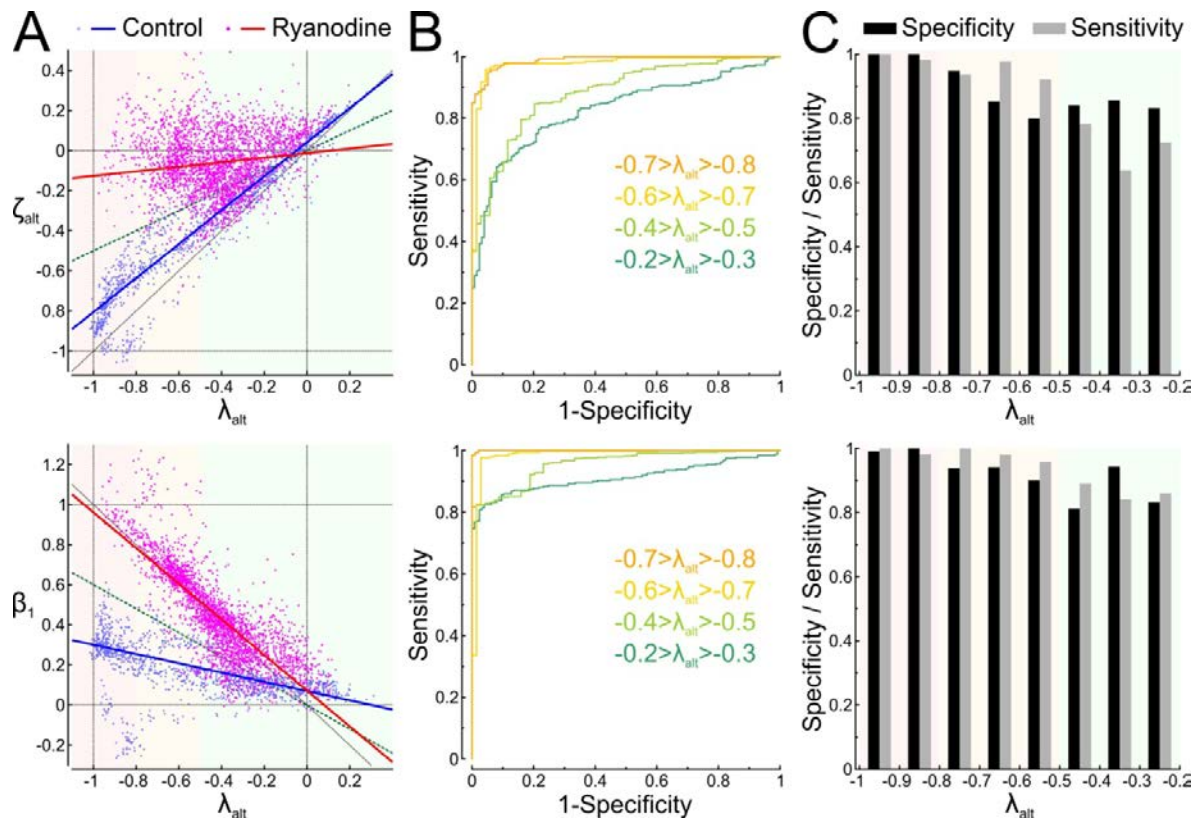 A B C
Control Ryanodine
Specificity Sensitivity
0.4
0.2
0
-0.2
-0.4
-0.6
0.8
-1
ζalt
-1 -0.8 -0.6 -0.4 -0.2 0 0.2
λalt
1
0.8
0.6
0.4
0.2
0
Sensitivity
-0.7>λalt>-0.8
-0.6>λalt>-0.7
-0.4>λalt>-0.5
-0.2>λalt>-0.3
0 0.2 0.4 0.6 0.8 1
1-Specificity
1
0.8
0.6
0.4
0.2
0
Specificity / Sensitivity
-1 -0.9 -0.8 -0.7 -0.6 -0.5 -0.4 -0.3 -0.2
λalt
1.2
1
0.8
0.6
0.4
0.2
0
-0.2
β1
-1 -0.8 -0.6 -0.4 -0.2 0 0.2
λalt
1
0.8
0.6
0.4
0.2
0
Sensitivity
-0.7>λalt>-0.8
-0.6>λalt>-0.7
-0.4>λalt>-0.5
-0.2>λalt>-0.3
0 0.2 0.4 0.6 0.8 1
1-Specificity
1
0.8
0.6
0.4
0.2
0
Specificity / Sensitivity
-1 -0.9 -0.8 -0.7 -0.6 -0.5 -0.4 -0.3 -0.2
λalt